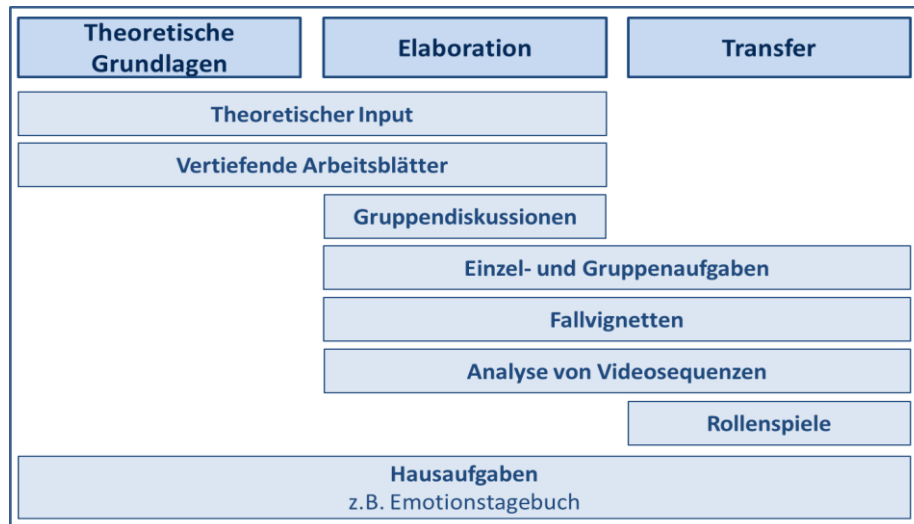 Theoretische
Grundlagen
Elaboration
Transfer
Theoretischer Input
Vertiefende Arbeitsblätter
Gruppendiskussionen
Einzel- und Gruppenaufgaben
Fallvignetten
Analyse von Videosequenzen
Rollenspiele
Hausaufgaben
z.B. Emotionstagebuch